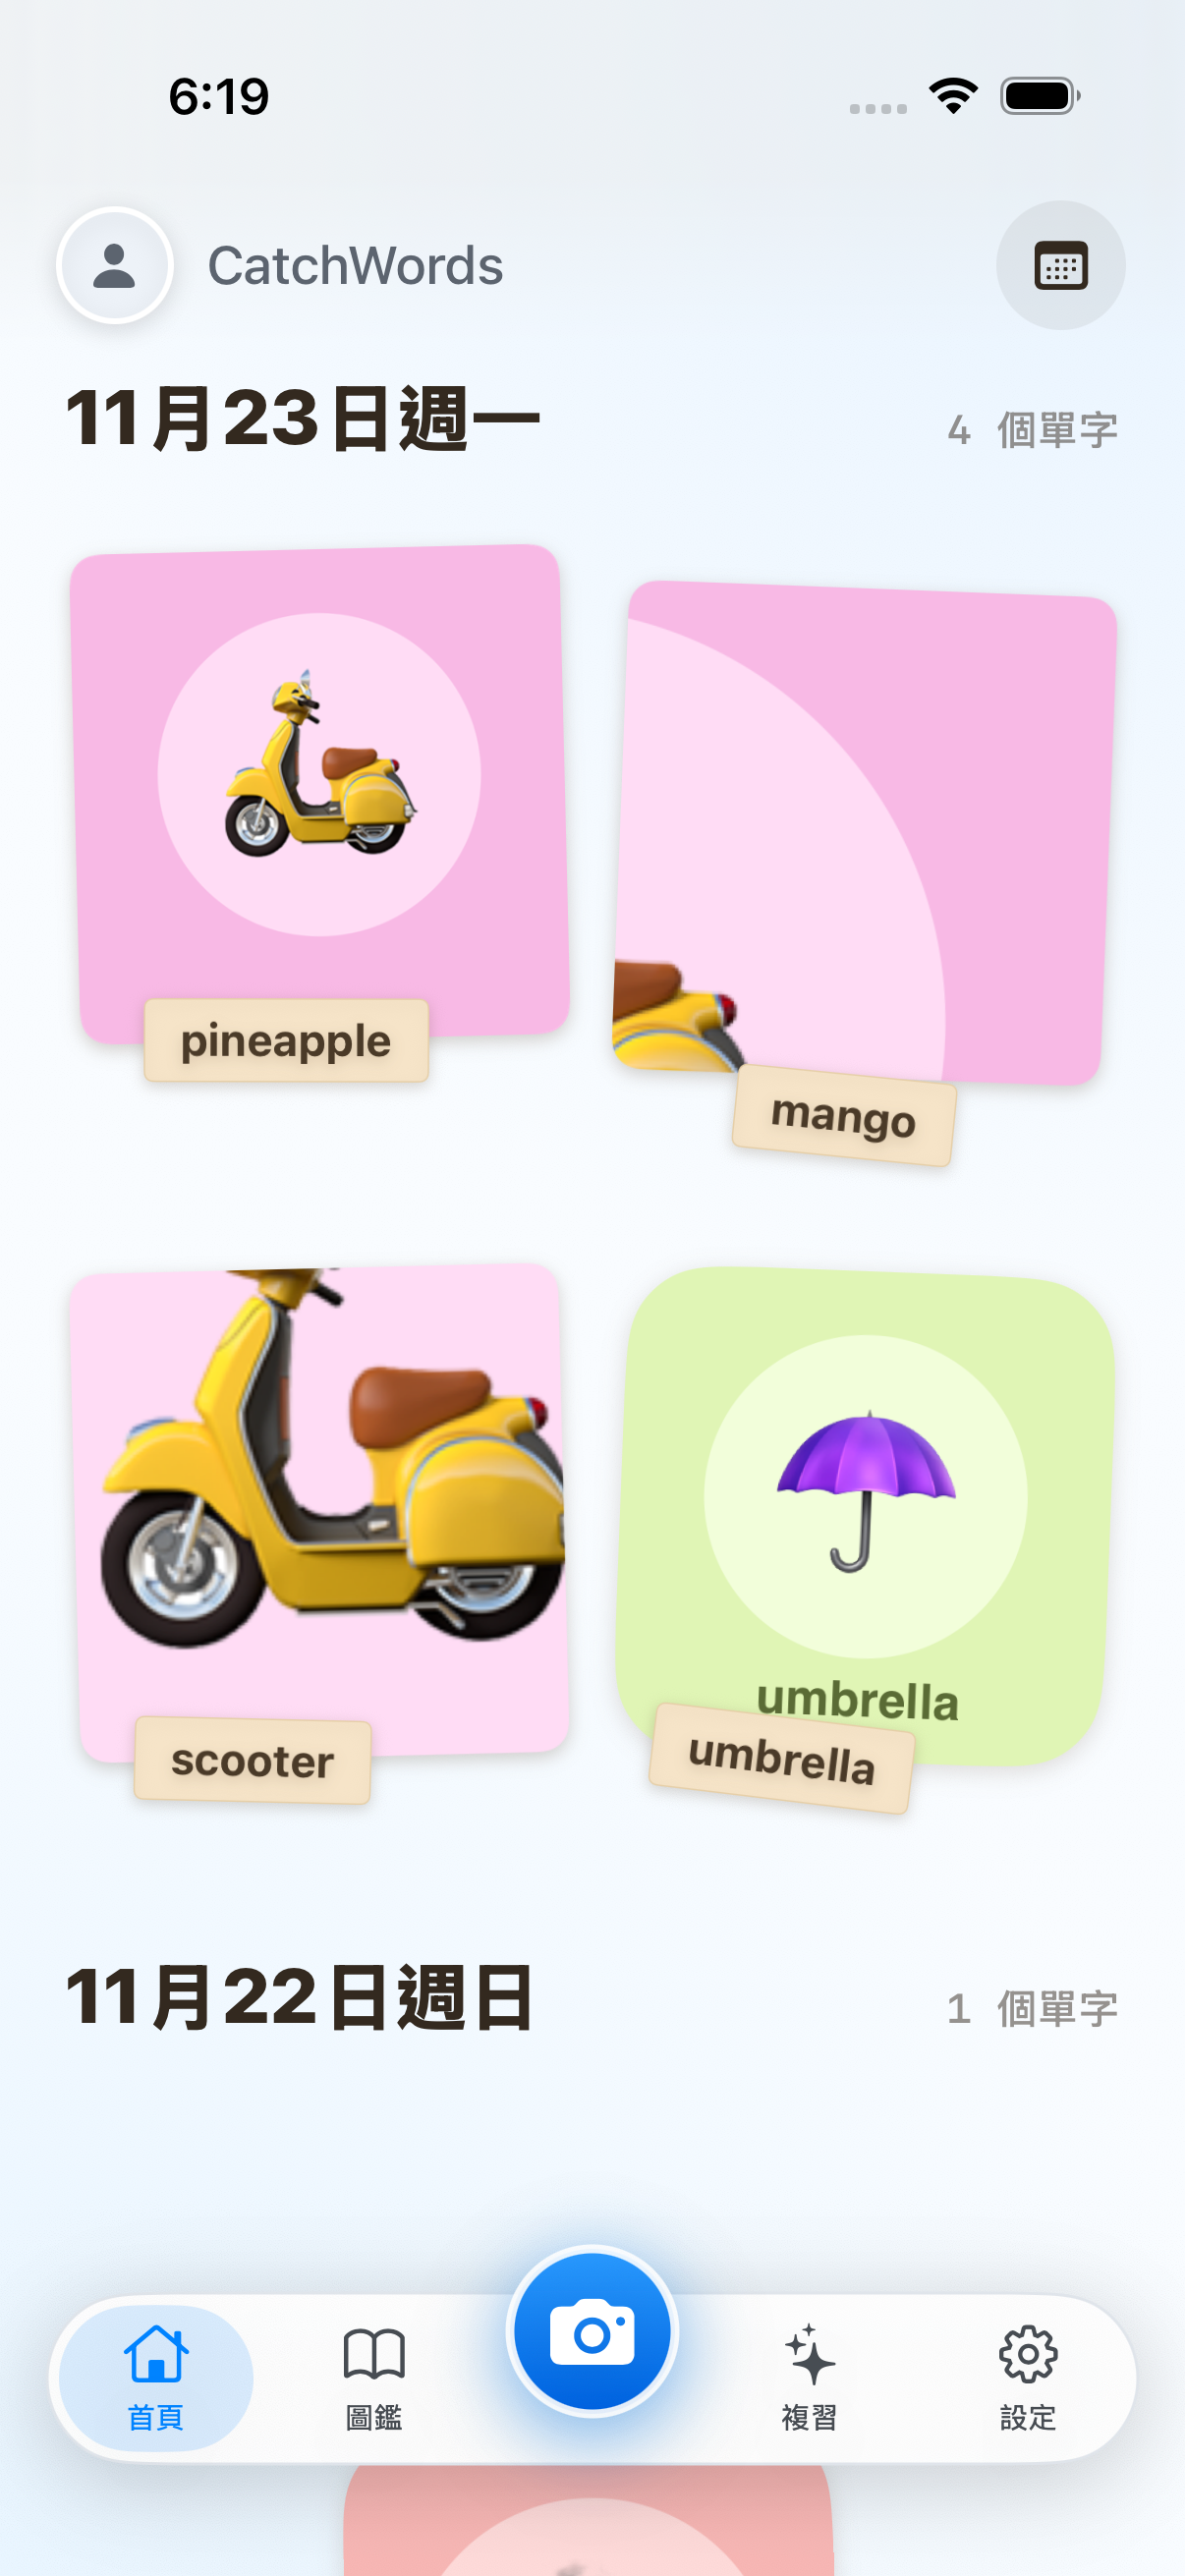 6:19
CatchWords
11月23日週一
4 個單字
pineapple
mango
scooter
umbrella
umbrella
11月22日週日
1 個單字
首頁
圖鑑
複習
設定